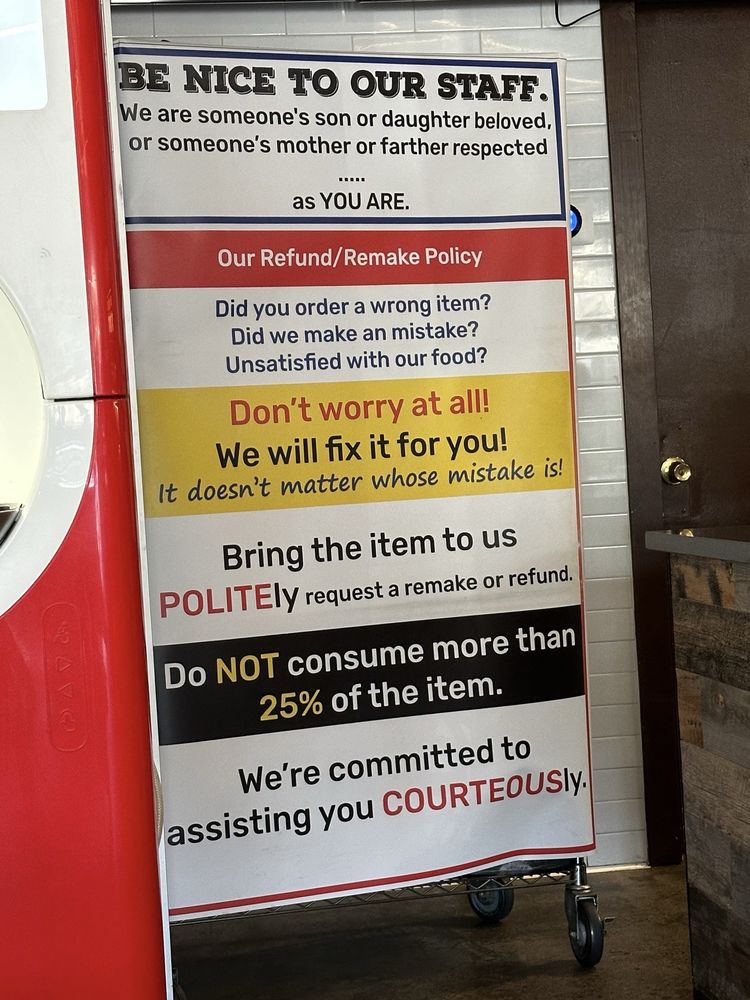 BE NICE TO OUR STAFF.
We are someone's son or daughter beloved,
or someone's mother or farther respected
.....
as YOU ARE.
Our Refund/Remake Policy
Did you order a wrong item?
Did we make an mistake?
Unsatisfied with our food?
Don't worry at all!
We will fix it for you!
It doesn't matter whose mistake is!
Bring the item to us
POLITEly request a remake or refund.
Do NOT consume more than
25% of the item.
We're committed to
assisting you COURTEOUSly.